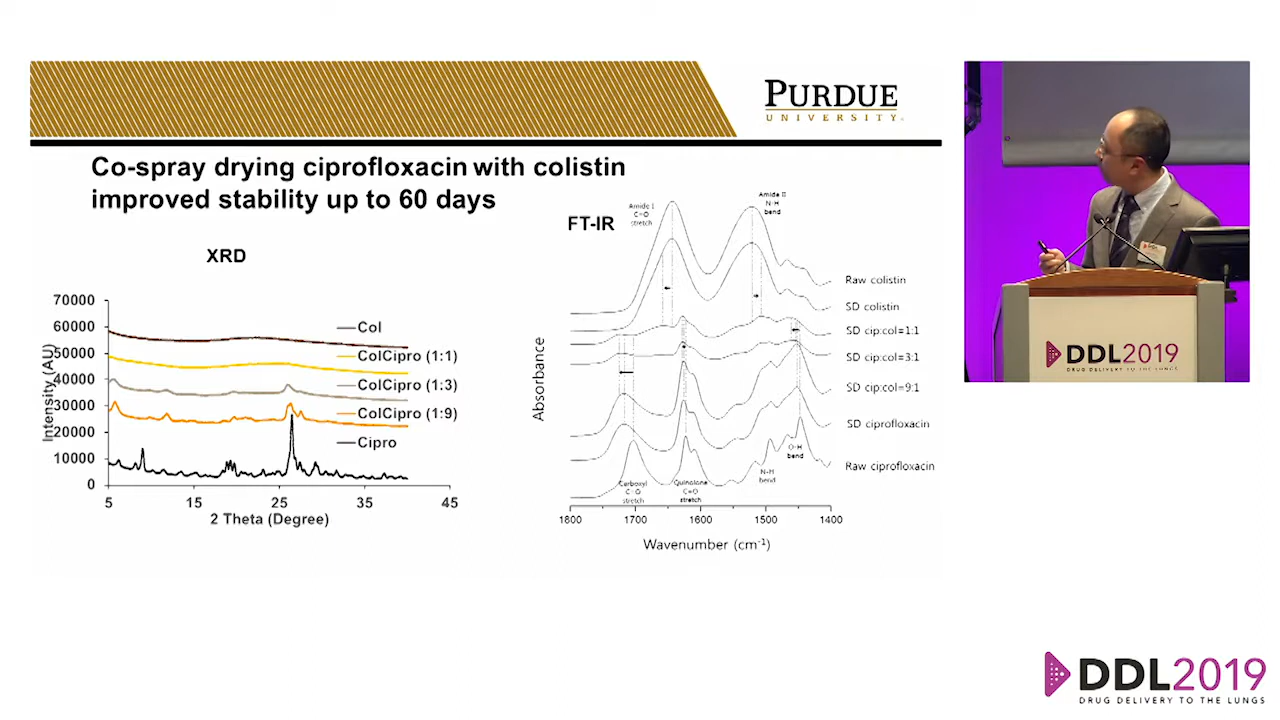 PURDUE
UNIVERSITY.
Co-spray drying ciprofloxacin with colistin
improved stability up to 60 days
XRD
70000
60000
50000
40000
30000
20000
10000
0
Intensity (AU)
5
15
25
35
45
2 Theta (Degree)
Col
ColCipro (1:1)
ColCipro (1:3)
ColCipro (1:9)
Cipro
FT-IR
Amide I
C=O
stretch
Amide II
N-H
bend
Raw colistin
SD colistin
SD cip:col=1:1
SD cip:col=3:1
SD cip:col=9:1
SD ciprofloxacin
Raw ciprofloxacin
Absorbance
Carboxyl
C=O
stretch
Quinolone
C=O
stretch
N-H
bend
O-H
bend
1800
1700
1600
1500
1400
Wavenumber (cm⁻¹)
DDL2019
DRUG DELIVERY TO THE LUNGS
DDL2019
DRUG DELIVERY TO THE LUNGS